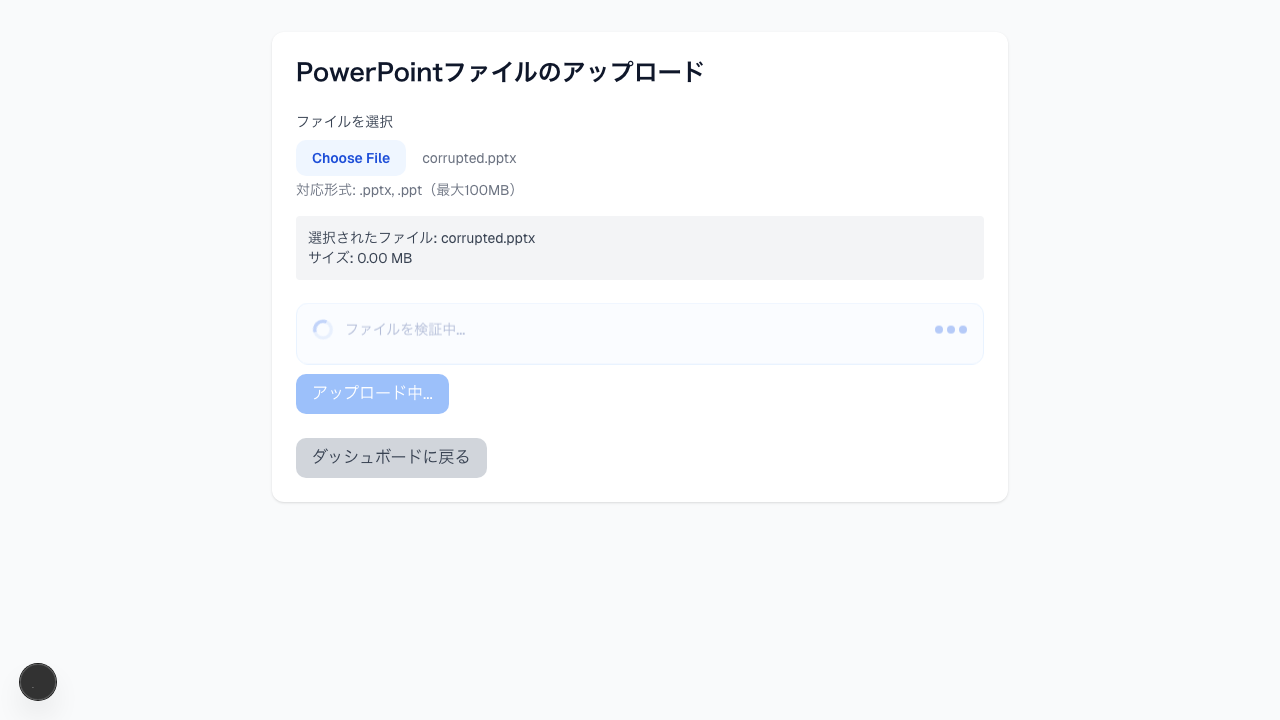 PowerPointファイルのアップロード
ファイルを選択
Choose File corrupted.pptx
対応形式: .pptx, .ppt（最大100MB）
選択されたファイル: corrupted.pptx
サイズ: 0.00 MB
ファイルを検証中...
アップロード中...
ダッシュボードに戻る